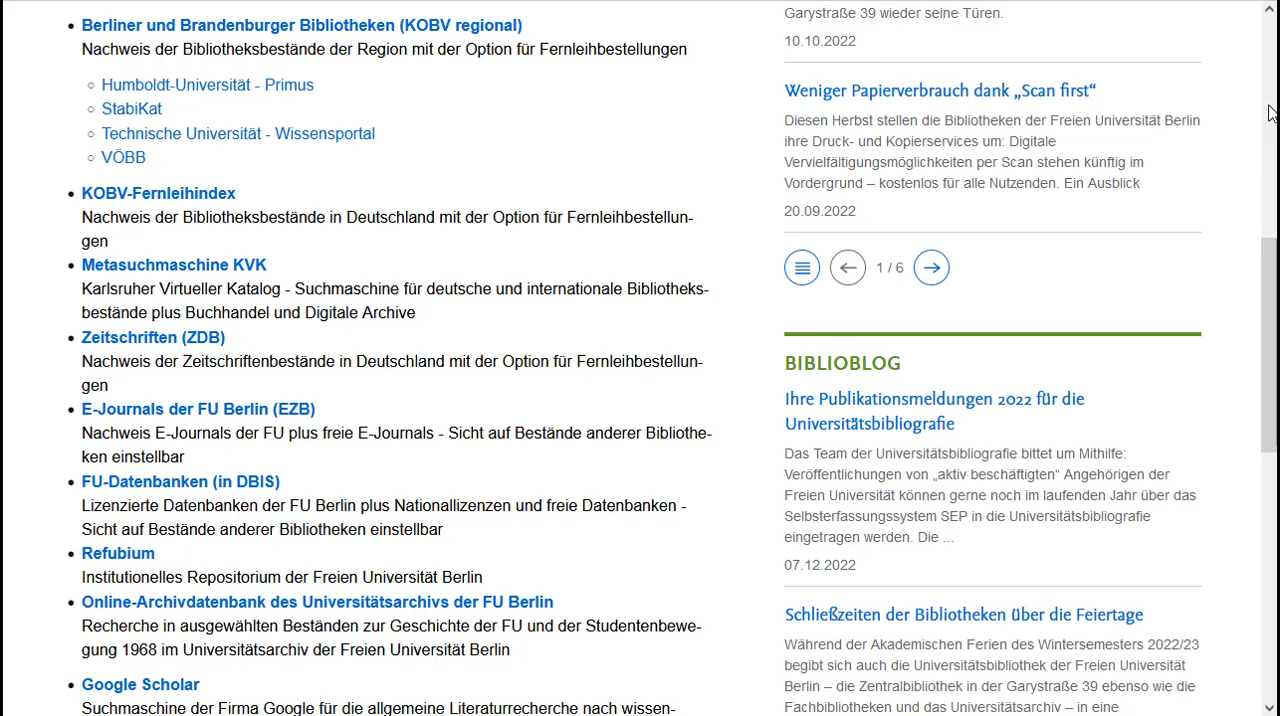 Berliner und Brandenburger Bibliotheken (KOBV regional)
Nachweis der Bibliotheksbestände der Region mit der Option für Fernleihbestellungen
Humboldt-Universität - Primus
StabiKat
Technische Universität - Wissensportal
VÖBB
KOBV-Fernleihindex
Nachweis der Bibliotheksbestände in Deutschland mit der Option für Fernleihbestellun-
gen
Metasuchmaschine KVK
Karlsruher Virtueller Katalog - Suchmaschine für deutsche und internationale Bibliotheks-
bestände plus Buchhandel und Digitale Archive
Zeitschriften (ZDB)
Nachweis der Zeitschriftenbestände in Deutschland mit der Option für Fernleihbestellun-
gen
E-Journals der FU Berlin (EZB)
Nachweis E-Journals der FU plus freie E-Journals - Sicht auf Bestände anderer Bibliothe-
ken einstellbar
FU-Datenbanken (in DBIS)
Lizenzierte Datenbanken der FU Berlin plus Nationallizenzen und freie Datenbanken -
Sicht auf Bestände anderer Bibliotheken einstellbar
Refubium
Institutionelles Repositorium der Freien Universität Berlin
Online-Archivdatenbank des Universitätsarchivs der FU Berlin
Recherche in ausgewählten Beständen zur Geschichte der FU und der Studentenbewe-
gung 1968 im Universitätsarchiv der Freien Universität Berlin
Google Scholar
Suchmaschine der Firma Google für die allgemeine Literaturrecherche nach wissen-
Garystraße 39 wieder seine Türen.
10.10.2022
Weniger Papierverbrauch dank „Scan first“
Diesen Herbst stellen die Bibliotheken der Freien Universität Berlin
ihre Druck- und Kopierservices um: Digitale
Vervielfältigungsmöglichkeiten per Scan stehen künftig im
Vordergrund – kostenlos für alle Nutzenden. Ein Ausblick
20.09.2022
1 / 6
BIBLIOBLOG
Ihre Publikationsmeldungen 2022 für die
Universitätsbibliografie
Das Team der Universitätsbibliografie bittet um Mithilfe:
Veröffentlichungen von „aktiv beschäftigten“ Angehörigen der
Freien Universität können gerne noch im laufenden Jahr über das
Selbsterfassungssystem SEP in die Universitätsbibliografie
eingetragen werden. Die ...
07.12.2022
Schließzeiten der Bibliotheken über die Feiertage
Während der Akademischen Ferien des Wintersemesters 2022/23
begibt sich auch die Universitätsbibliothek der Freien Universität
Berlin – die Zentralbibliothek in der Garystraße 39 ebenso wie die
Fachbibliotheken und das Universitätsarchiv – in eine